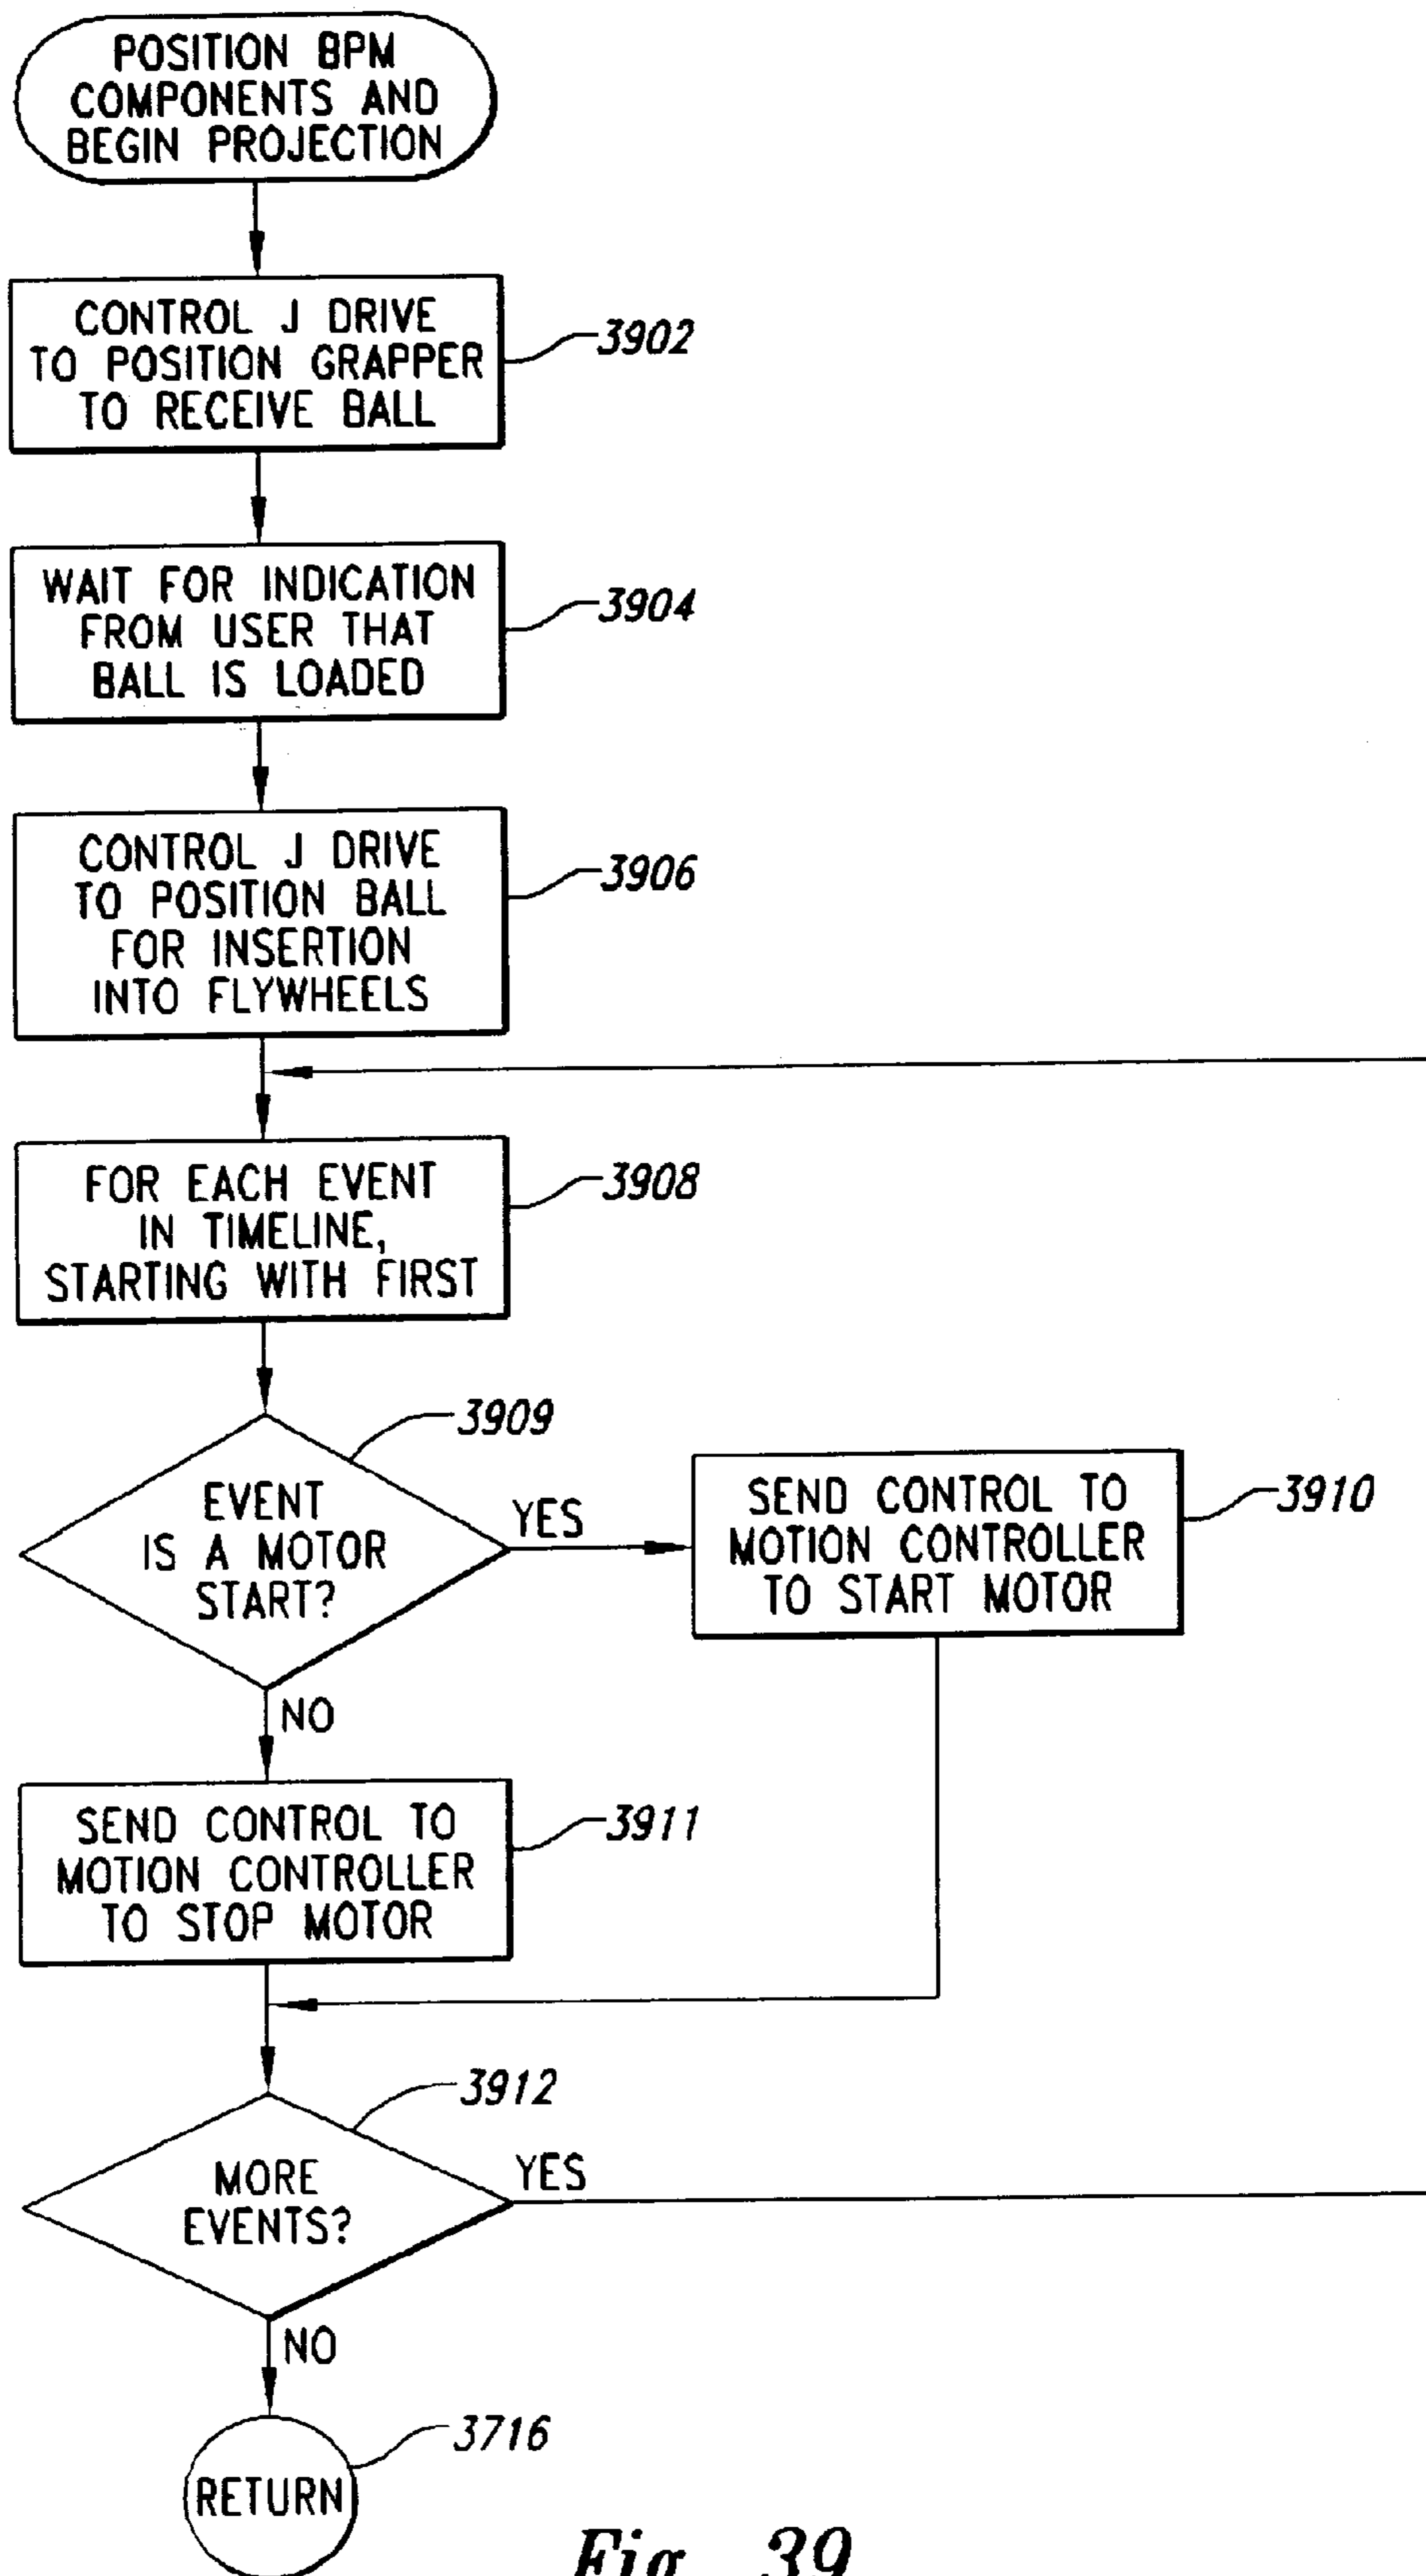 POSITION BPM
COMPONENTS AND
BEGIN PROJECTION
CONTROL J DRIVE
TO POSITION GRAPPER
TO RECEIVE BALL
3902
WAIT FOR INDICATION
FROM USER THAT
BALL IS LOADED
3904
CONTROL J DRIVE
TO POSITION BALL
FOR INSERTION
INTO FLYWHEELS
3906
FOR EACH EVENT
IN TIMELINE,
STARTING WITH FIRST
3908
3909
EVENT
IS A MOTOR
START?
YES
SEND CONTROL TO
MOTION CONTROLLER
TO START MOTOR
3910
NO
SEND CONTROL TO
MOTION CONTROLLER
TO STOP MOTOR
3911
3912
MORE
EVENTS?
YES
NO
3716
RETURN
Fig. 39